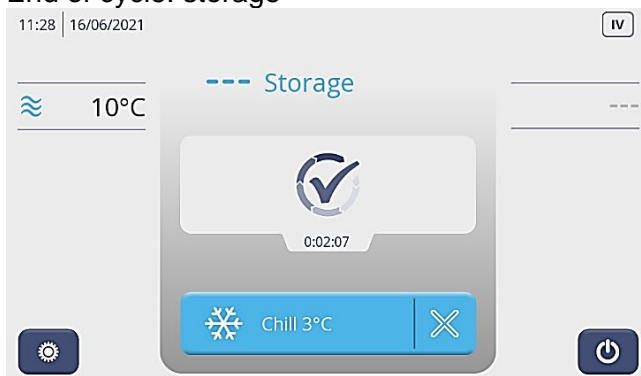 End of cycle: storage
11:28 16/06/2021
IV
--- Storage
10°C
---
0:02:07
Chill 3°C